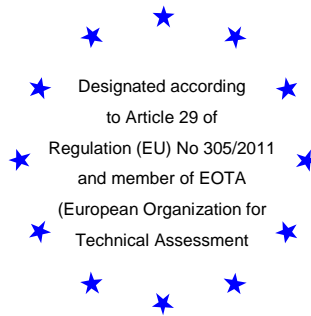 Designated according
to Article 29 of
Regulation (EU) No 305/2011
and member of EOTA
(European Organization for
Technical Assessment